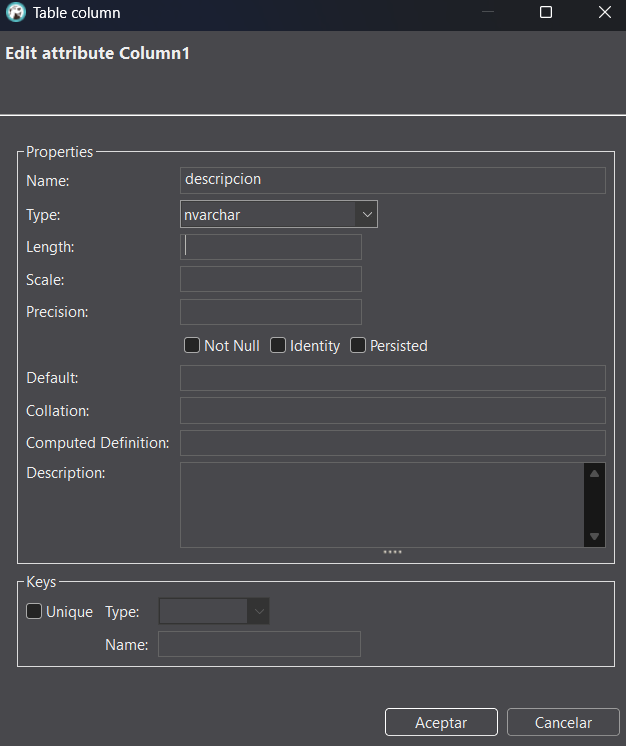 Table column
Edit attribute Column1
Properties
Name: descripcion
Type: nvarchar
Length:
Scale:
Precision:
Not Null Identity Persisted
Default:
Collation:
Computed Definition:
Description:
Keys
Unique Type:
Name:
Aceptar Cancelar